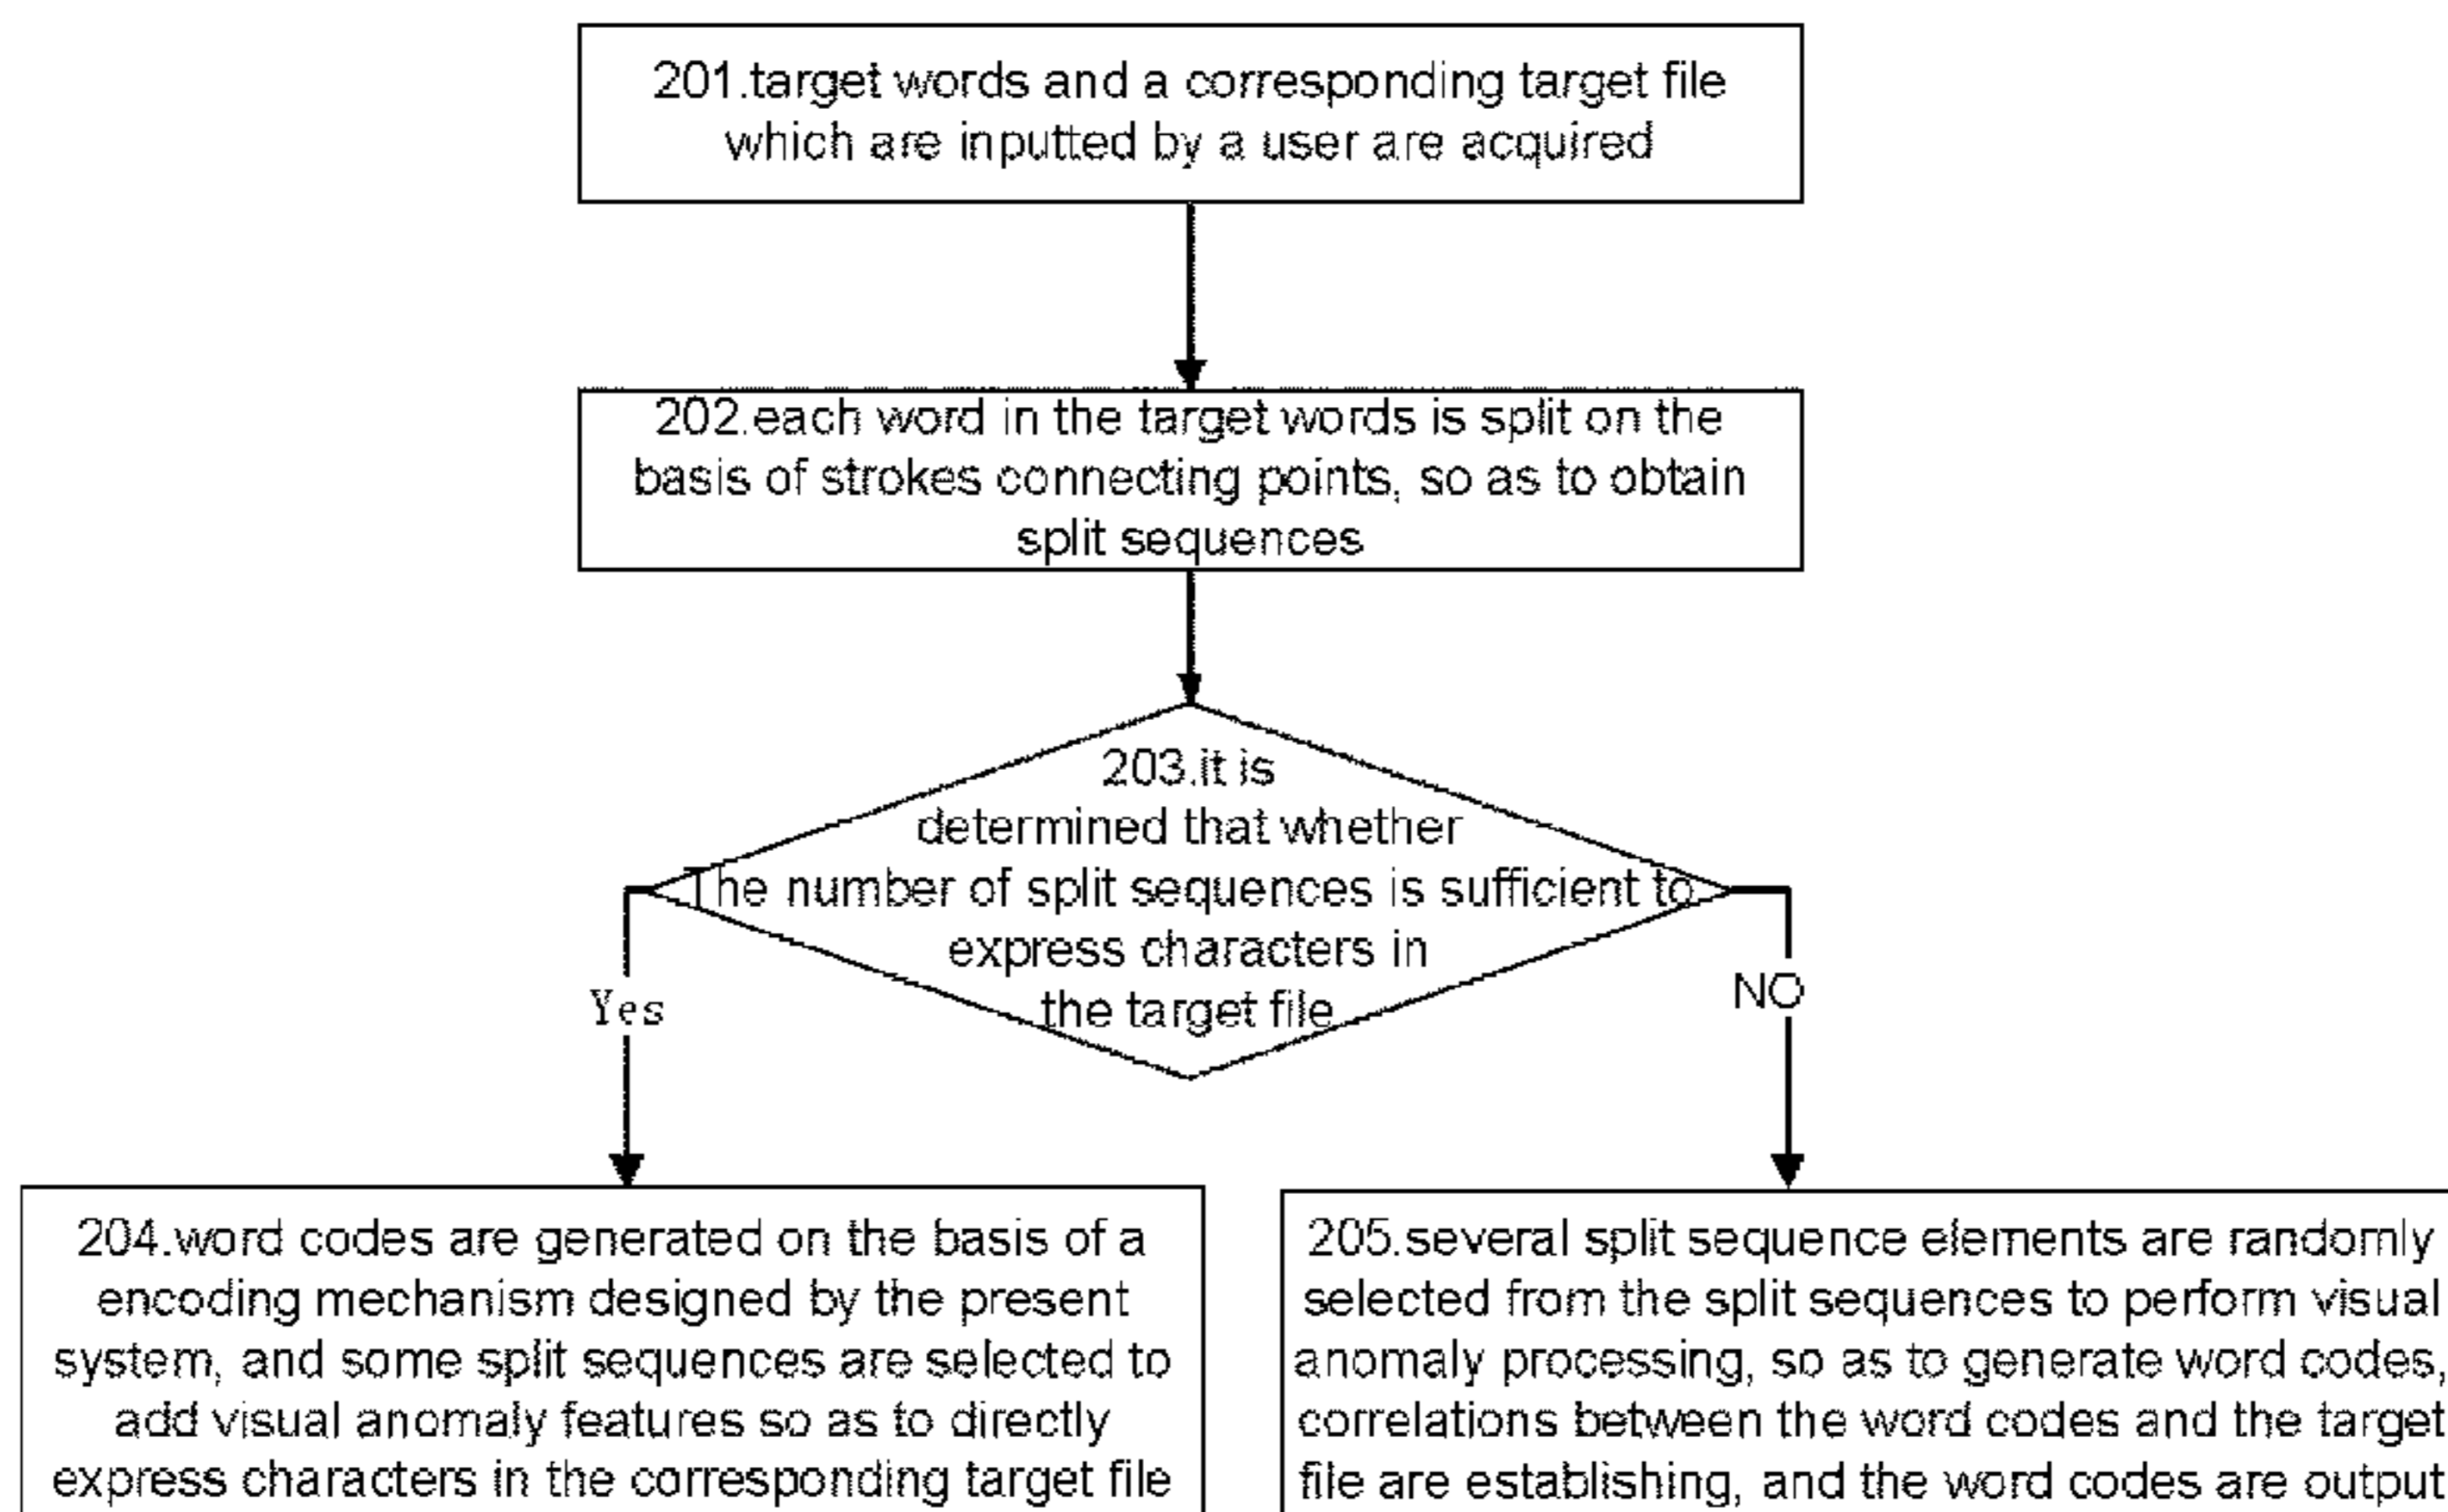 201.target words and a corresponding target file
which are inputted by a user are acquired
202.each word in the target words is split on the
basis of strokes connecting points, so as to obtain
split sequences
203.it is
determined that whether
The number of split sequences is sufficient to
express characters in
the target file
Yes
NO
204.word codes are generated on the basis of a
encoding mechanism designed by the present
system, and some split sequences are selected to
add visual anomaly features so as to directly
express characters in the corresponding target file
205.several split sequence elements are randomly
selected from the split sequences to perform visual
anomaly processing, so as to generate word codes,
correlations between the word codes and the target
file are establishing, and the word codes are output